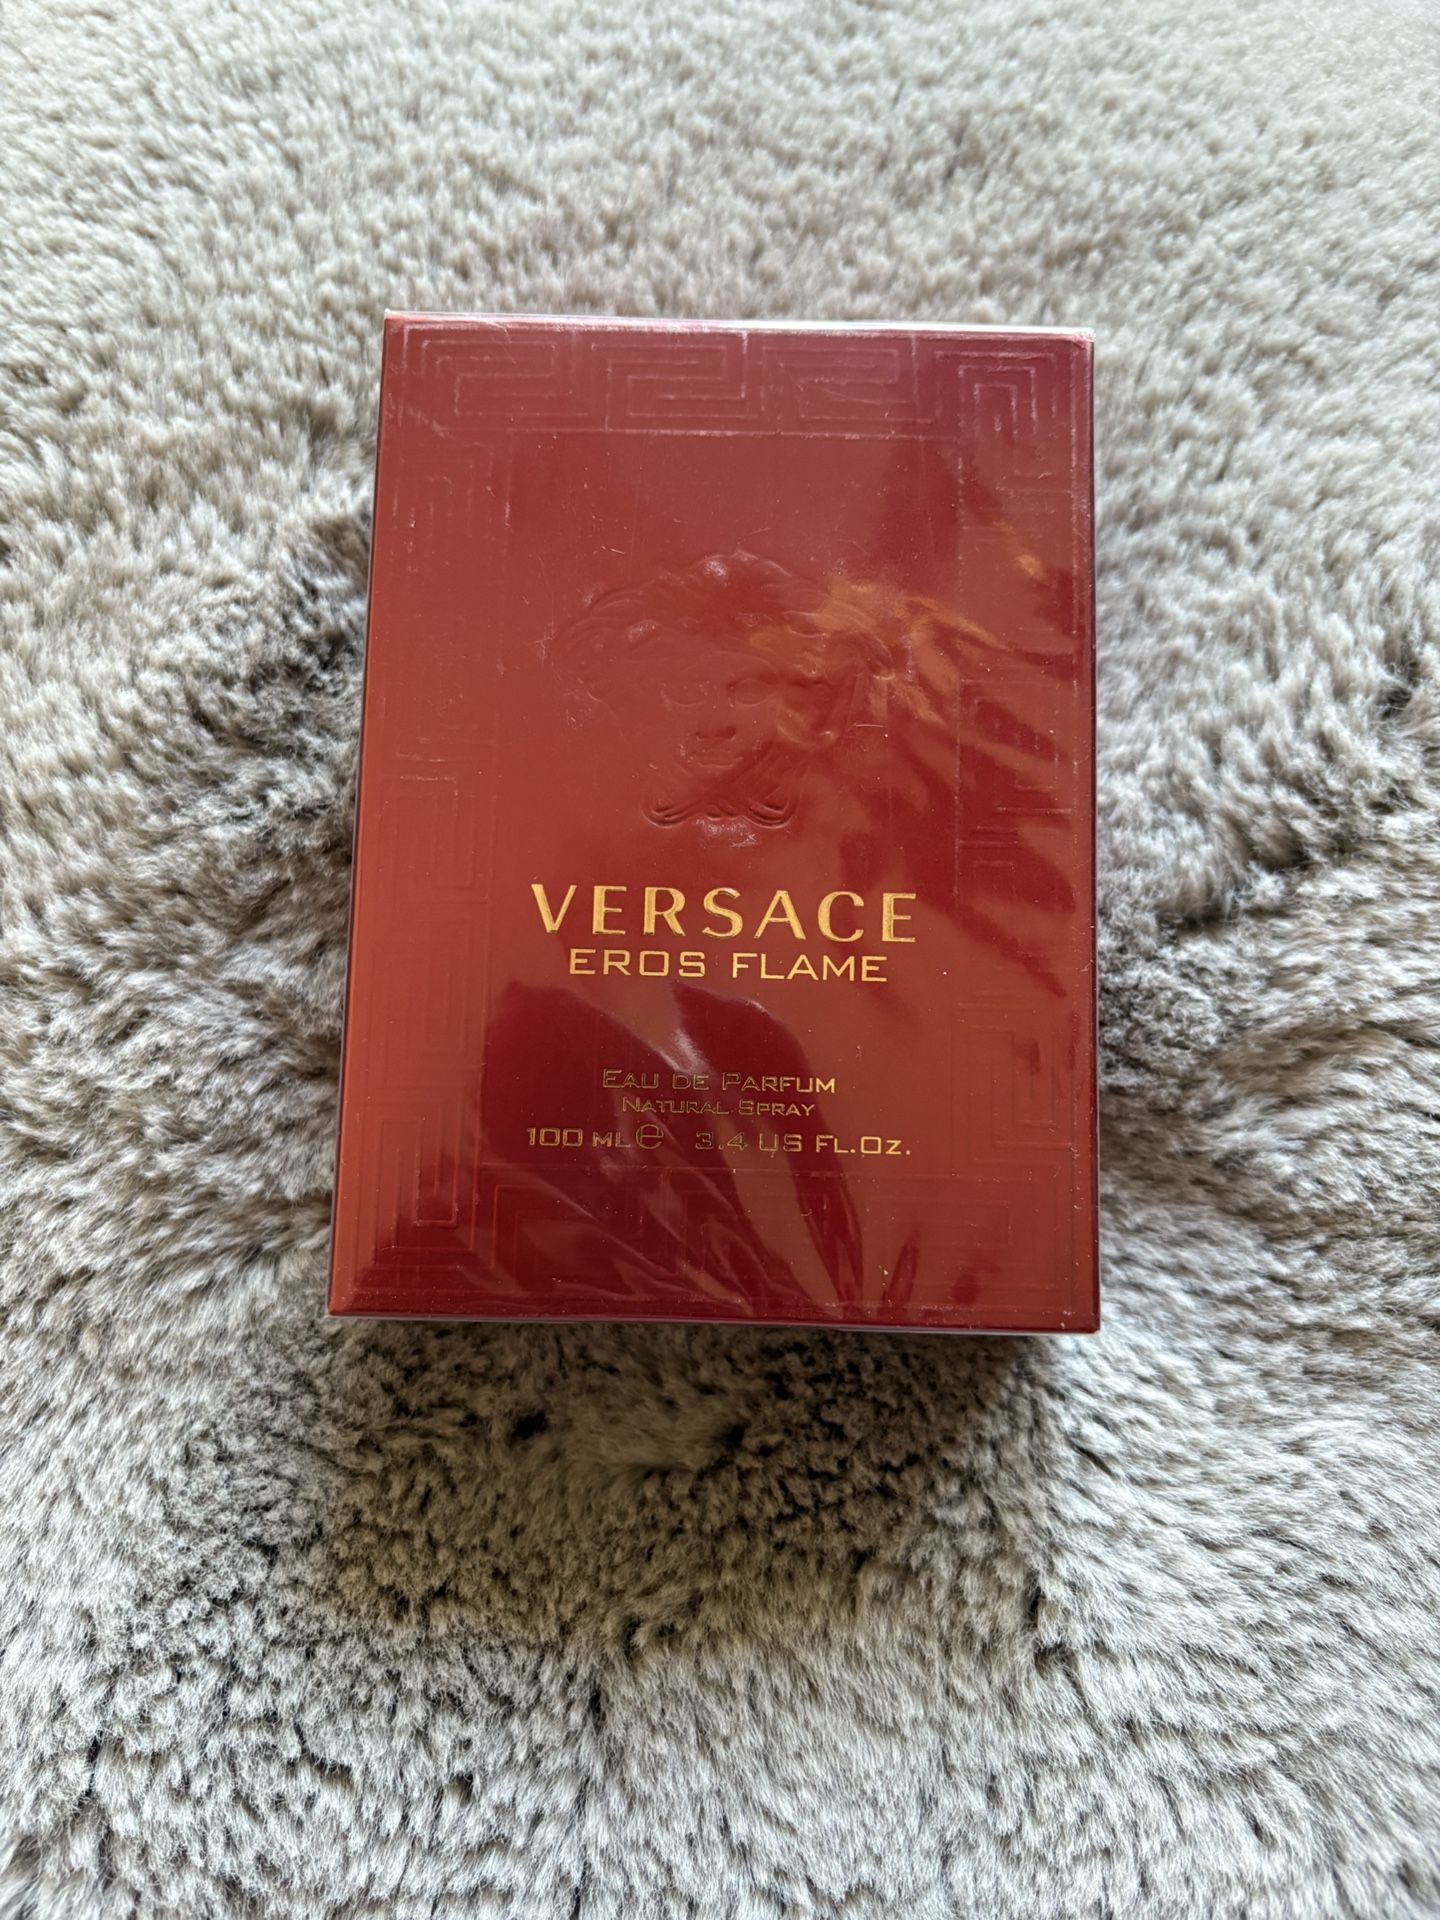 VERSACE
EROS FLAME
EAU DE PARFUM
NATURAL SPRAY
100 ML ℮ 3.4 US FL.OZ.